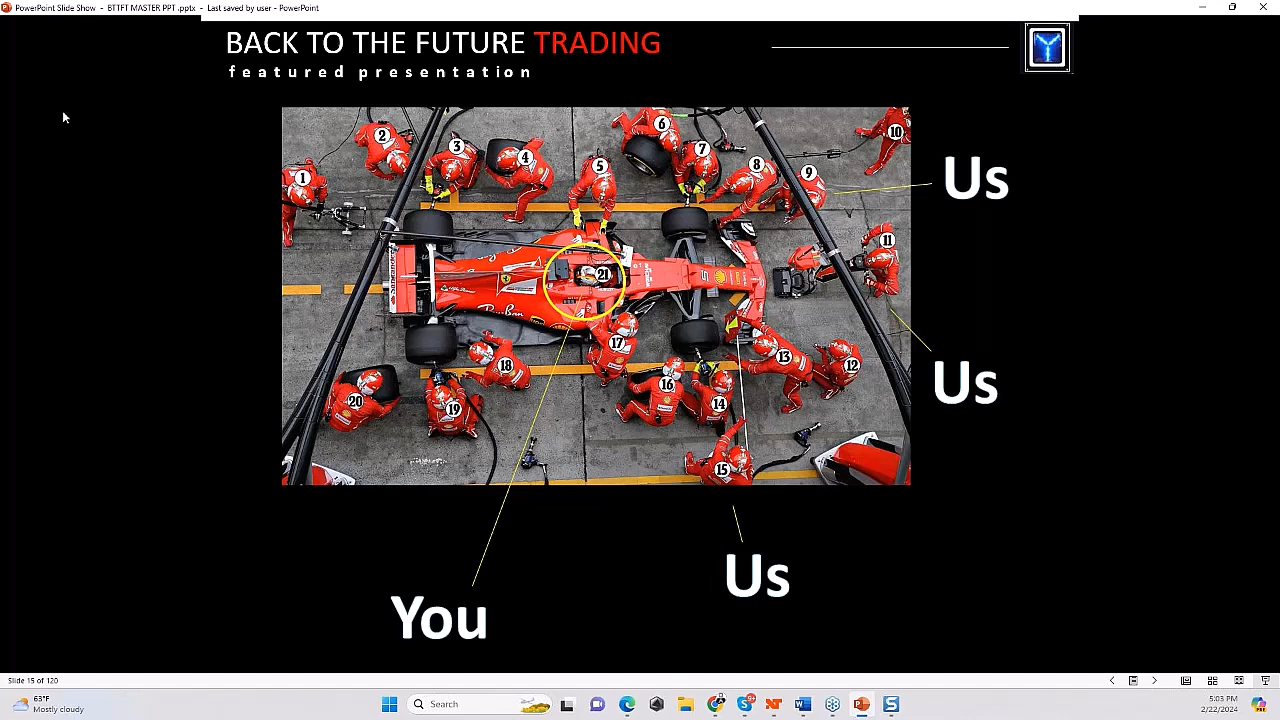 PowerPoint Slide Show - BTTFT MASTER PPT .pptx - Last saved by user - PowerPoint
BACK TO THE FUTURE TRADING
featured presentation
1
2
3
4
5
6
7
8
9
10
Us
11
21
Santander
Ray-Ban
Us
17
18
13
12
16
14
20
19
15
Us
You
Slide 15 of 120
63°F
Mostly cloudy
Search
5:03 PM
2/22/2024